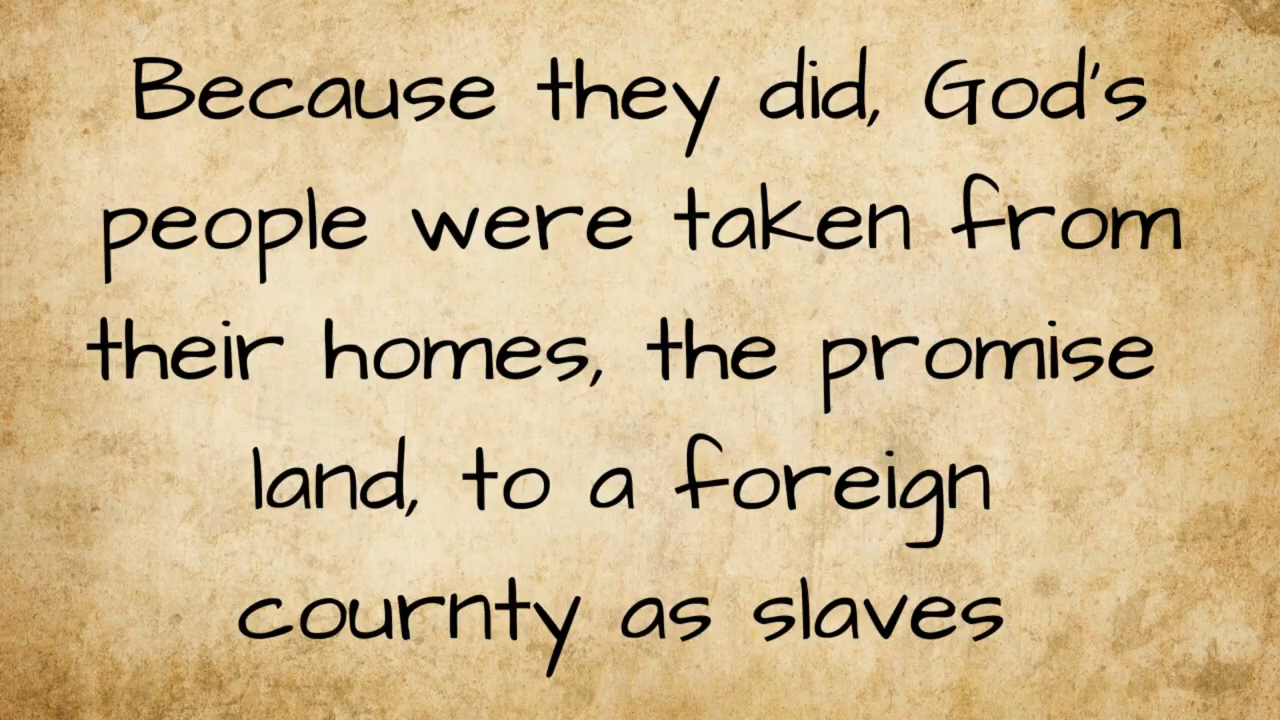 Because they did, God's
people were taken from
their homes, the promise
land, to a foreign
cournty as slaves